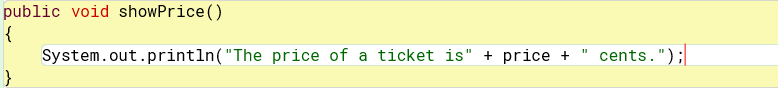 public void showPrice()
{
    System.out.println("The price of a ticket is" + price + " cents.");
}